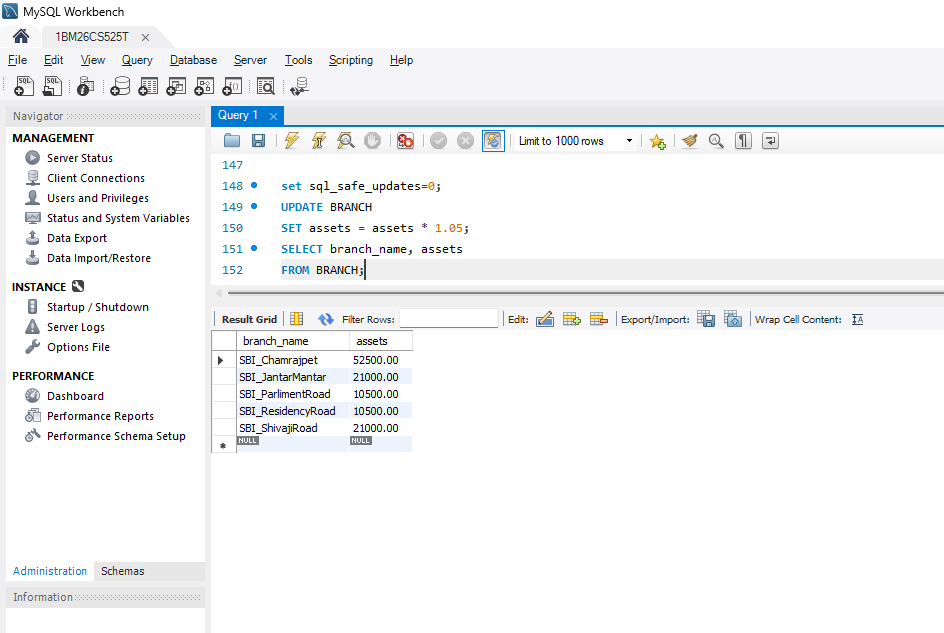 MySQL Workbench
1BM26CS525T
File Edit View Query Database Server Tools Scripting Help
Navigator
MANAGEMENT
Server Status
Client Connections
Users and Privileges
Status and System Variables
Data Export
Data Import/Restore
INSTANCE
Startup / Shutdown
Server Logs
Options File
PERFORMANCE
Dashboard
Performance Reports
Performance Schema Setup
Administration Schemas
Information
Query 1
Limit to 1000 rows
147
148 set sql_safe_updates=0;
149 UPDATE BRANCH
150 SET assets = assets * 1.05;
151 SELECT branch_name, assets
152 FROM BRANCH;
Result Grid Filter Rows: Edit: Export/Import: Wrap Cell Content:
branch_name assets
SBI_Chamrajpet 52500.00
SBI_JantarMantar 21000.00
SBI_ParlimentRoad 10500.00
SBI_ResidencyRoad 10500.00
SBI_ShivajiRoad 21000.00
NULL NULL